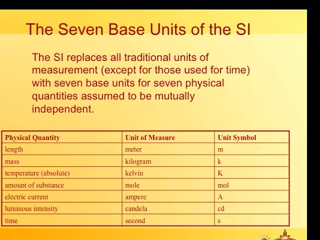 The Seven Base Units of the SI
The SI replaces all traditional units of
measurement (except for those used for time)
with seven base units for seven physical
quantities assumed to be mutually
independent.
Physical Quantity Unit of Measure Unit Symbol
length meter m
mass kilogram k
temperature (absolute) kelvin K
amount of substance mole mol
electric current ampere A
luminous intensity candela cd
time second s